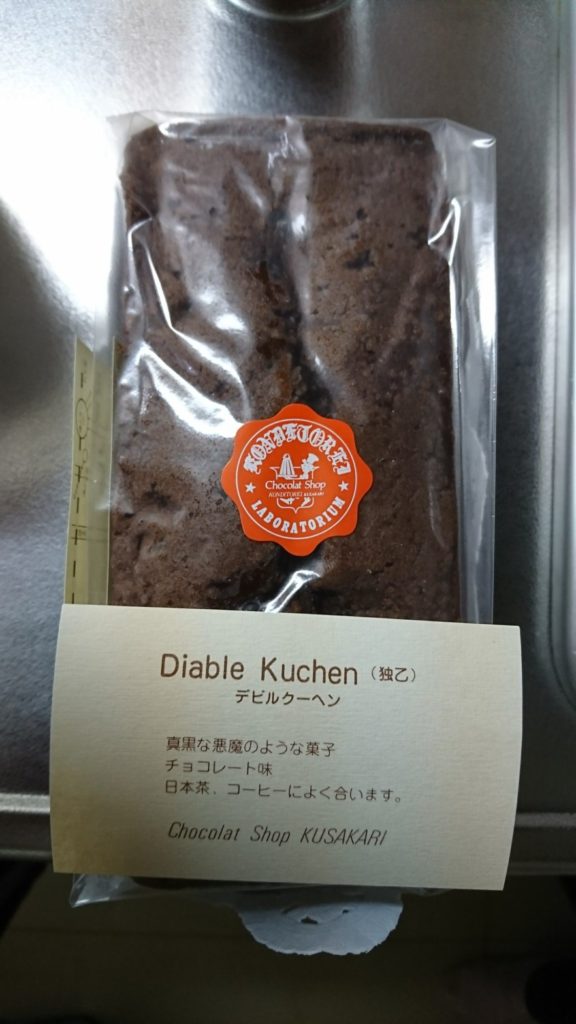 KONDITOREI
Chocolat Shop
KONDITOREI KUSAKARI
LABORATORIUM
Diable Kuchen（独乙）
デビルクーヘン
真黒な悪魔のような菓子
チョコレート味
日本茶、コーヒーによく合います。
Chocolat Shop KUSAKARI